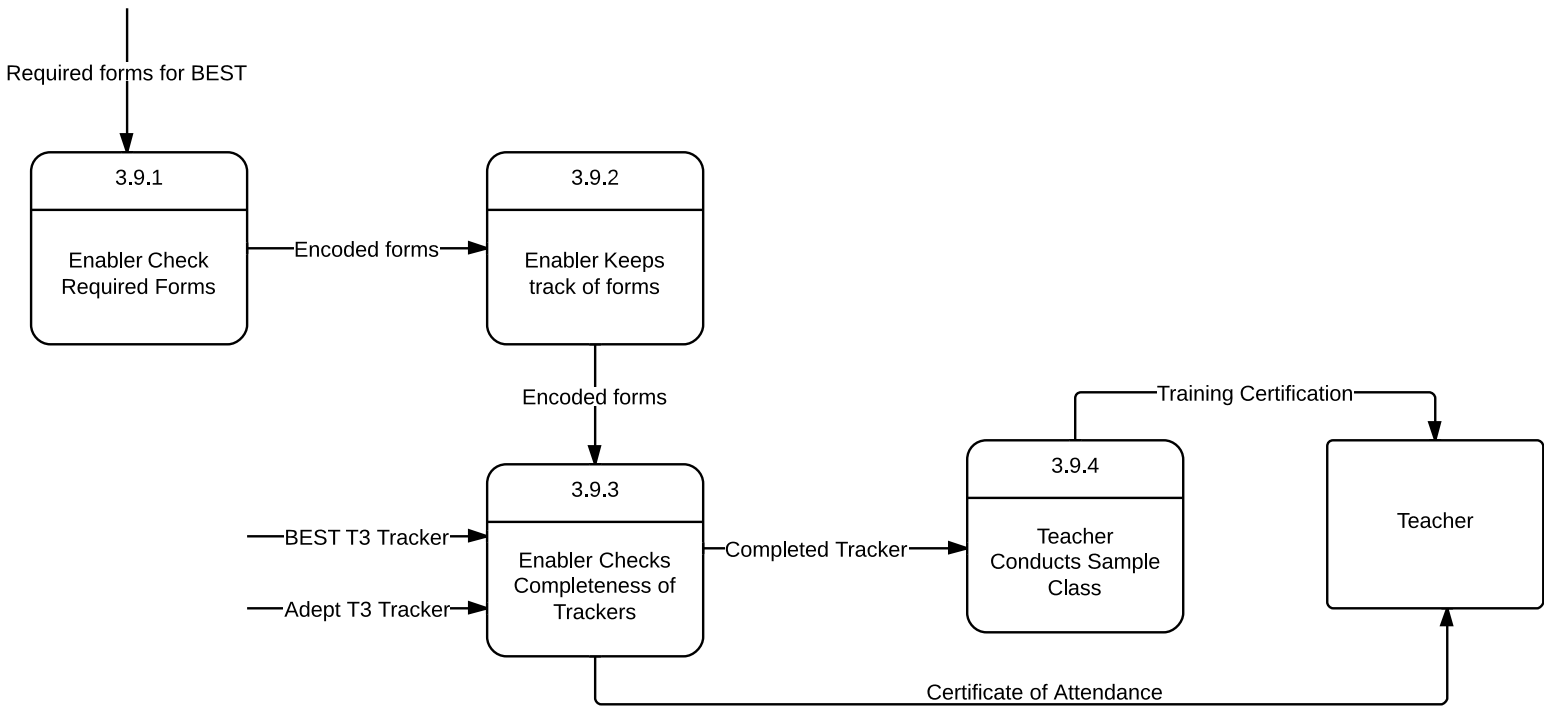 Required forms for BEST
3.9.1
Enabler Check
Required Forms
Encoded forms
3.9.2
Enabler Keeps
track of forms
Encoded forms
BEST T3 Tracker
Adept T3 Tracker
3.9.3
Enabler Checks
Completeness of
Trackers
Completed Tracker
3.9.4
Teacher
Conducts Sample
Class
Training Certification
Teacher
Certificate of Attendance